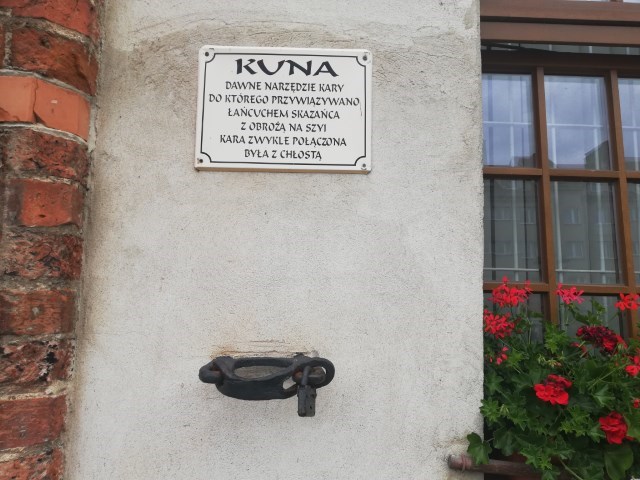 KUNA
DAWNE NARZĘDZIE KARY
DO KTÓREGO PRZYWIĄZYWANO
ŁAŃCUCHEM SKAZAŃCA
Z OBROŻĄ NA SZYI
KARA ZWYKLE POŁĄCZONA
BYŁA Z CHŁOSTĄ